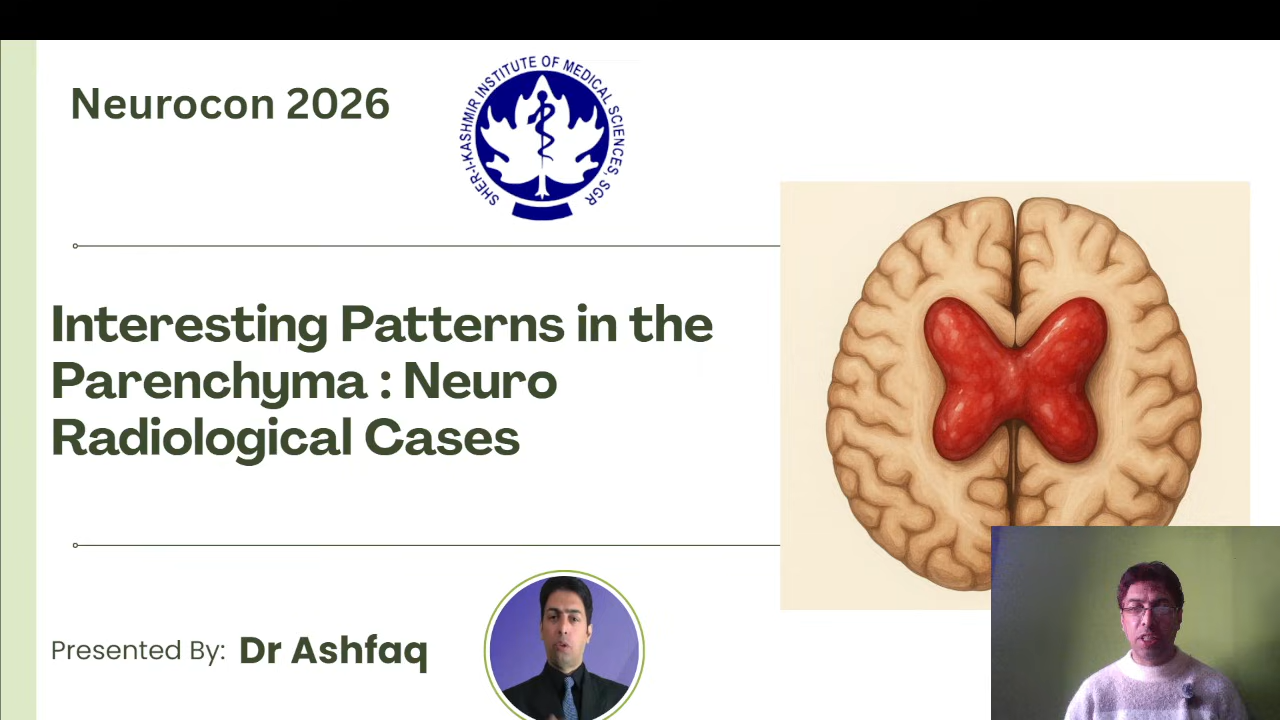 Neurocon 2026
SHER-I-KASHMIR INSTITUTE OF MEDICAL SCIENCES, SGR
Interesting Patterns in the
Parenchyma : Neuro
Radiological Cases
Presented By: Dr Ashfaq